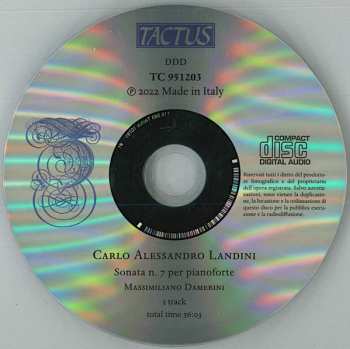 TACTUS
DDD
TC 951203
℗ 2022 Made in Italy
COMPACT
disc
DIGITAL AUDIO
Riservati tutti i diritti del produttore
fonografico e del proprietario
dell'opera registrata. Salvo autorizzazioni,
sono vietate la duplicazione,
la locazione e la utilizzazione di
questo disco per la pubblica esecuzione
e la radiodiffusione.
CARLO ALESSANDRO LANDINI
Sonata n. 7 per pianoforte
MASSIMILIANO DAMERINI
1 track
total time 56:03